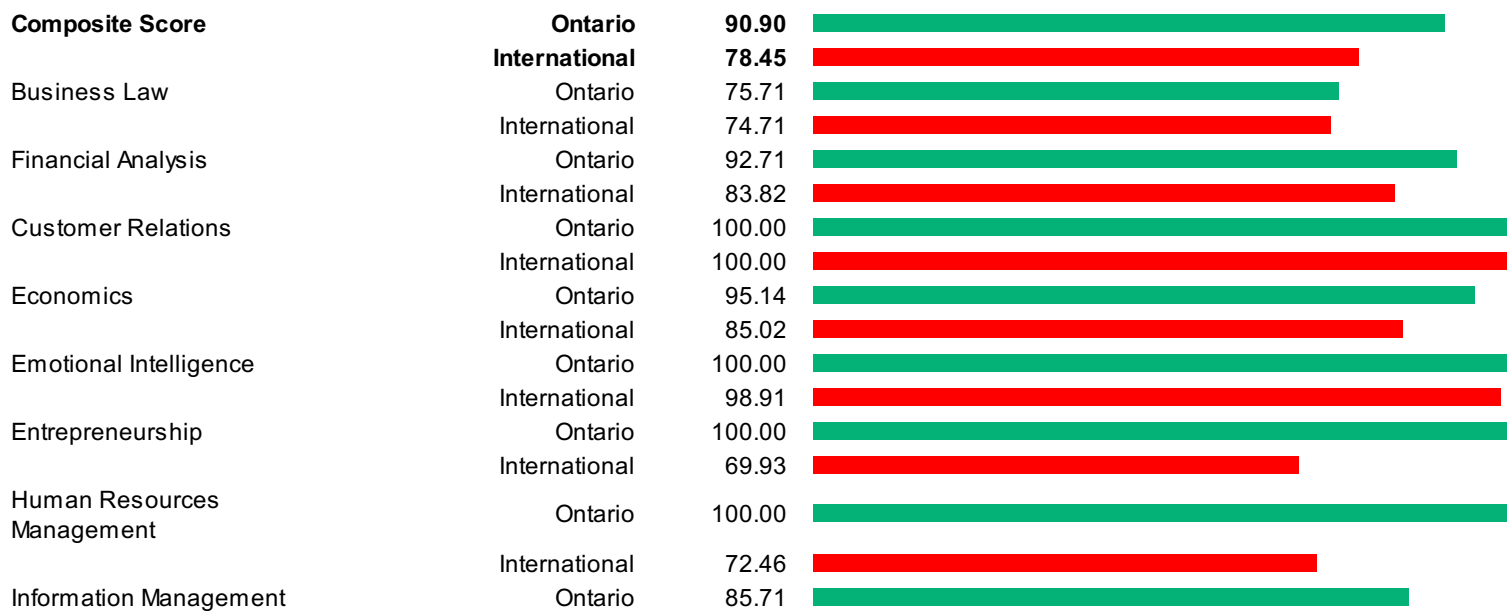 Composite Score Ontario 90.90
International 78.45
Business Law Ontario 75.71
International 74.71
Financial Analysis Ontario 92.71
International 83.82
Customer Relations Ontario 100.00
International 100.00
Economics Ontario 95.14
International 85.02
Emotional Intelligence Ontario 100.00
International 98.91
Entrepreneurship Ontario 100.00
International 69.93
Human Resources
Management Ontario 100.00
International 72.46
Information Management Ontario 85.71